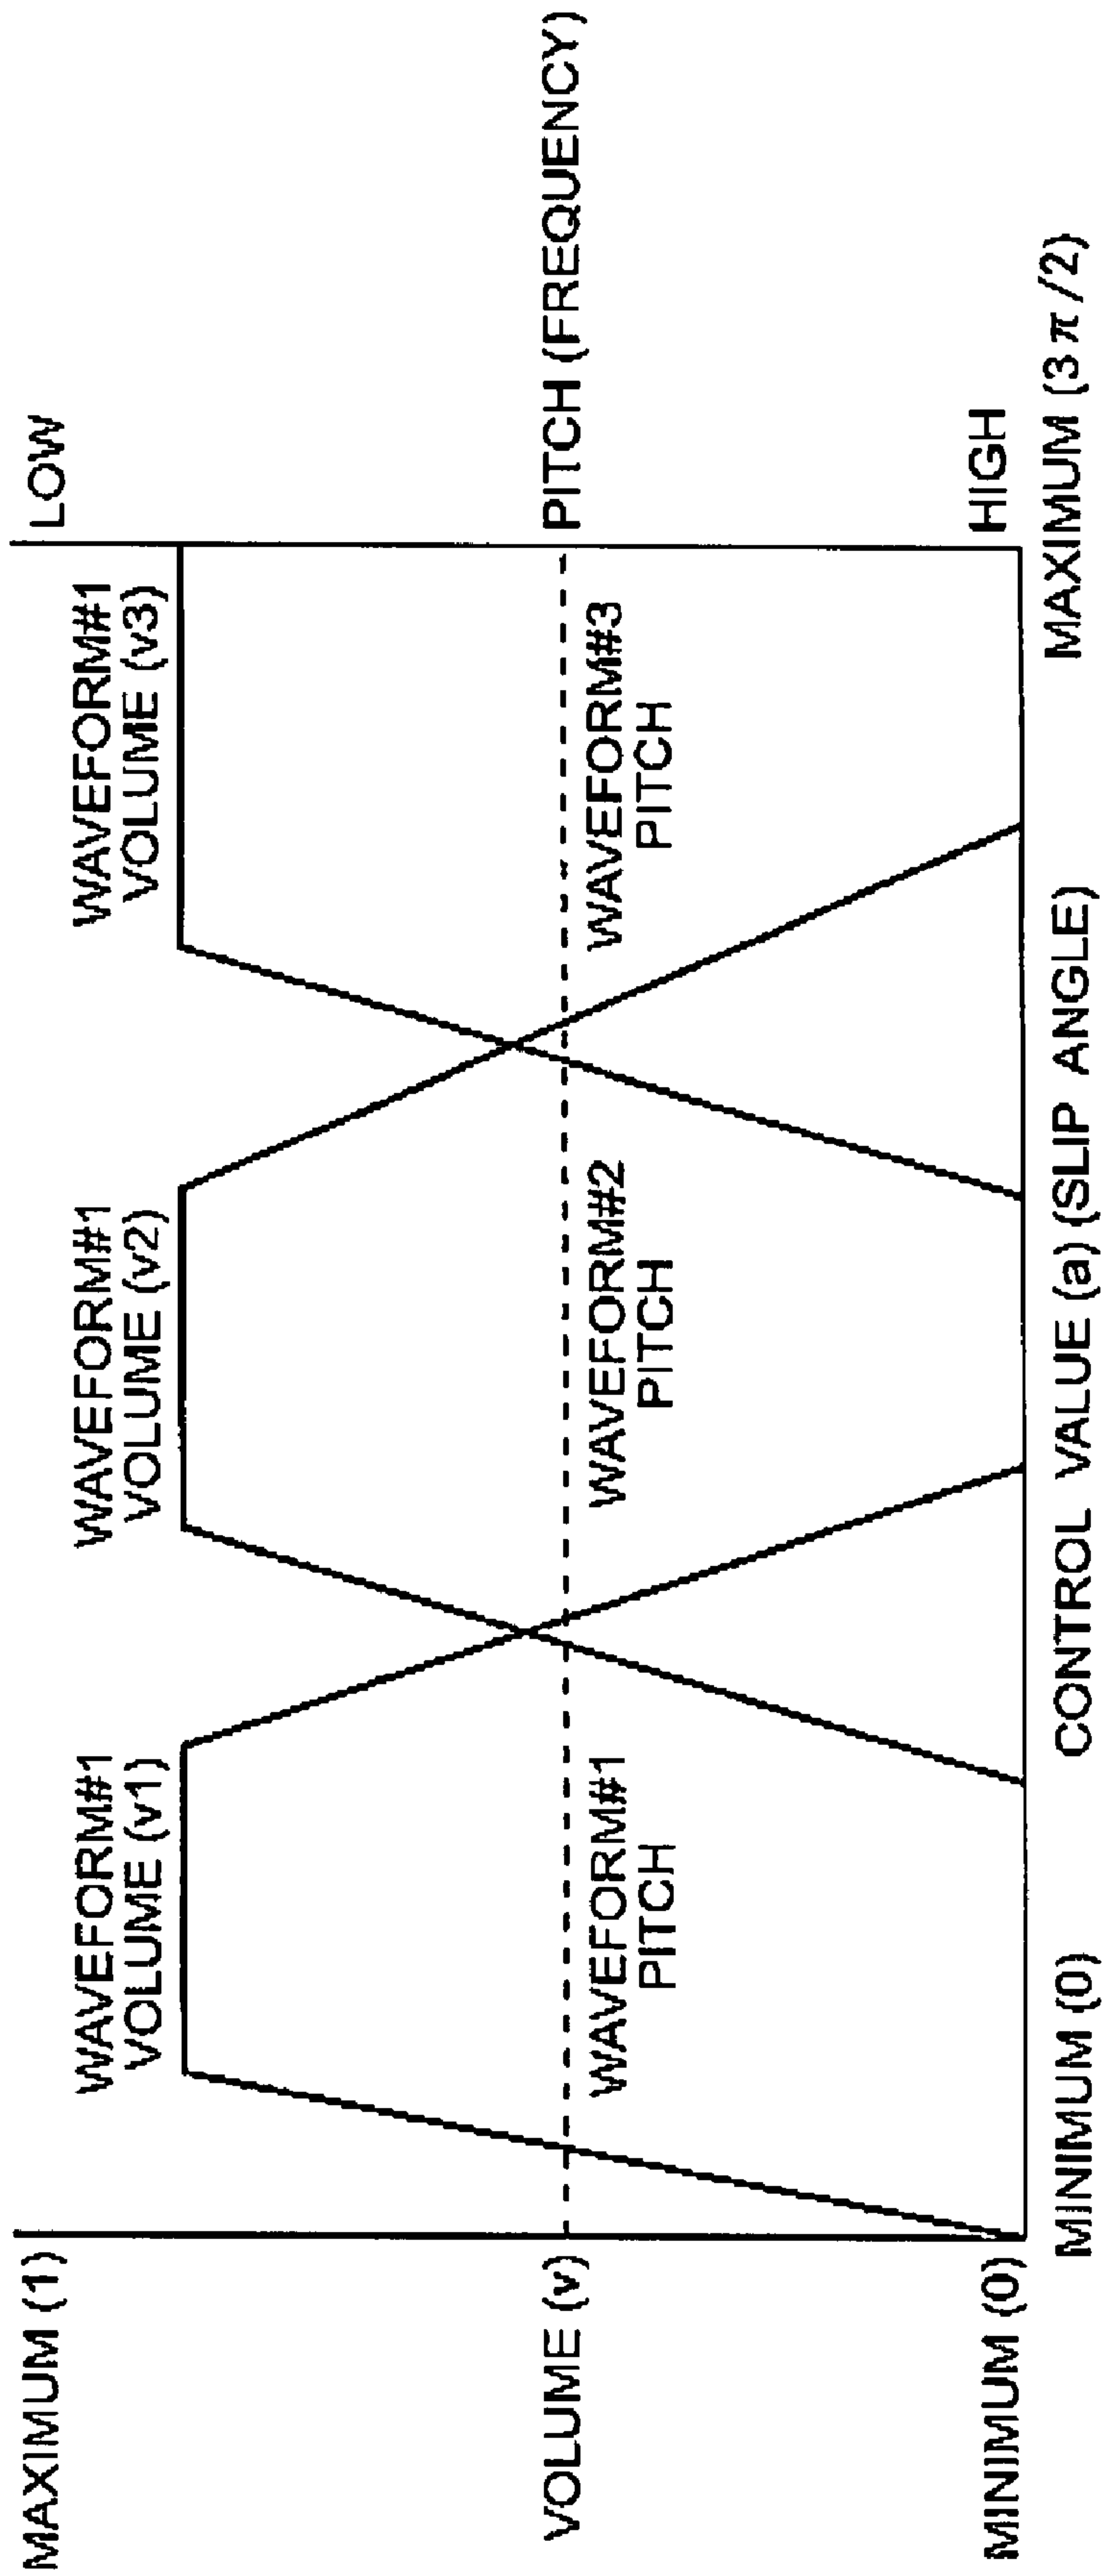 MAXIMUM (1)
LOW
WAVEFORM#1
VOLUME (v1)
WAVEFORM#1
VOLUME (v2)
WAVEFORM#1
VOLUME (v3)
VOLUME (v)
PITCH (FREQUENCY)
WAVEFORM#1
PITCH
WAVEFORM#2
PITCH
WAVEFORM#3
PITCH
MINIMUM (0)
HIGH
MINIMUM (0)
CONTROL VALUE (a) (SLIP ANGLE)
MAXIMUM (3π/2)